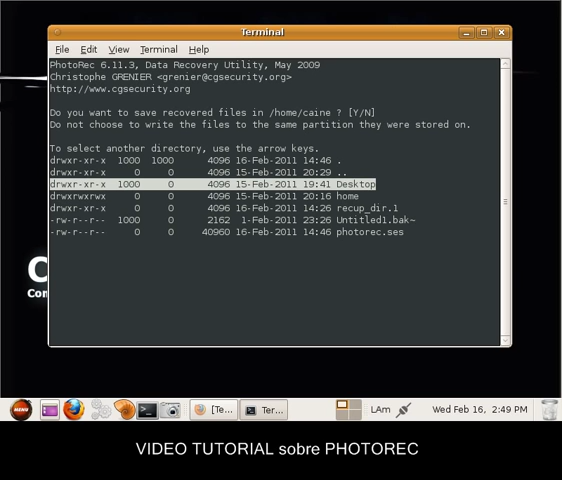 Terminal
File Edit View Terminal Help
PhotoRec 6.11.3, Data Recovery Utility, May 2009
Christophe GRENIER <grenier@cgsecurity.org>
http://www.cgsecurity.org
Do you want to save recovered files in /home/caine ? [Y/N]
Do not choose to write the files to the same partition they were stored on.
To select another directory, use the arrow keys.
drwxr-xr-x 1000 1000 4096 16-Feb-2011 14:46 .
drwxr-xr-x 0 0 4096 15-Feb-2011 20:29 ..
drwxr-xr-x 1000 0 4096 15-Feb-2011 19:41 Desktop
drwxrwxrwx 0 0 4096 15-Feb-2011 20:16 home
drwxr-xr-x 0 0 4096 16-Feb-2011 14:26 recup_dir.1
-rw-r--r-- 1000 0 2162 1-Feb-2011 23:26 Untitled1.bak~
-rw-r--r-- 0 0 40960 16-Feb-2011 14:46 photorec.ses
C
Com
MENU [Te... Ter... LAm Wed Feb 16, 2:49 PM
VIDEO TUTORIAL sobre PHOTOREC